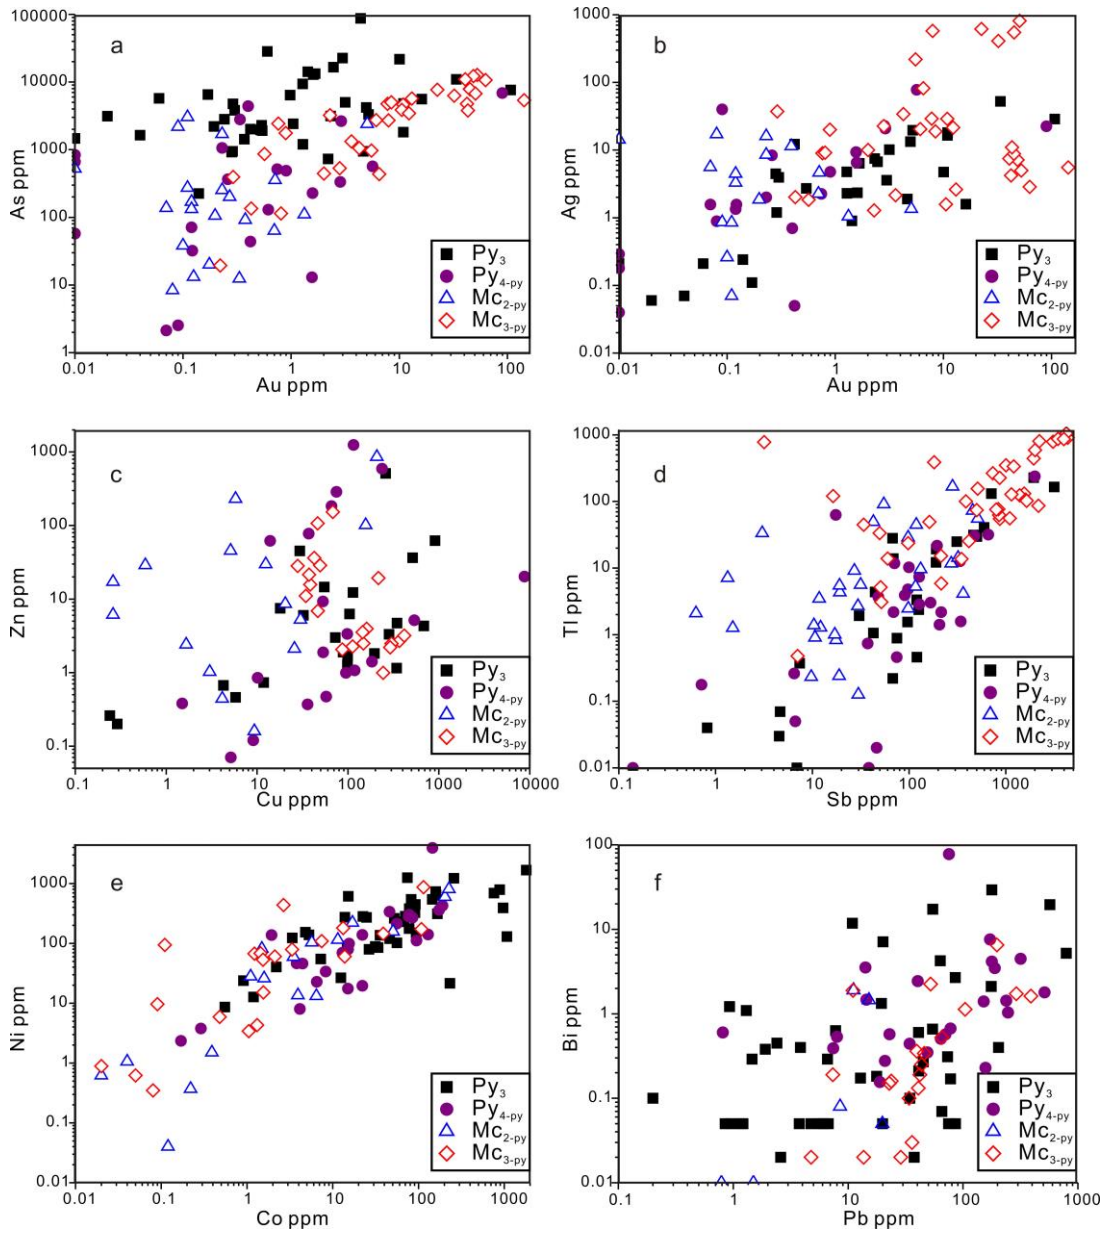 100000
10000
1000
100
10
1
0.01
0.1
1
10
100
As ppm
Au ppm
a
Py3
Py4-py
Mc2-py
Mc3-py
1000
100
10
1
0.1
0.01
0.01
0.1
1
10
100
Ag ppm
Au ppm
b
Py3
Py4-py
Mc2-py
Mc3-py
1000
100
10
1
0.1
0.1
1
10
100
1000
10000
Zn ppm
Cu ppm
c
Py3
Py4-py
Mc2-py
Mc3-py
1000
100
10
1
0.1
0.01
0.1
1
10
100
1000
Tl ppm
Sb ppm
d
Py3
Py4-py
Mc2-py
Mc3-py
1000
100
10
1
0.1
0.01
0.01
0.1
1
10
100
1000
Ni ppm
Co ppm
e
Py3
Py4-py
Mc2-py
Mc3-py
100
10
1
0.1
0.01
0.1
1
10
100
1000
Bi ppm
Pb ppm
f
Py3
Py4-py
Mc2-py
Mc3-py